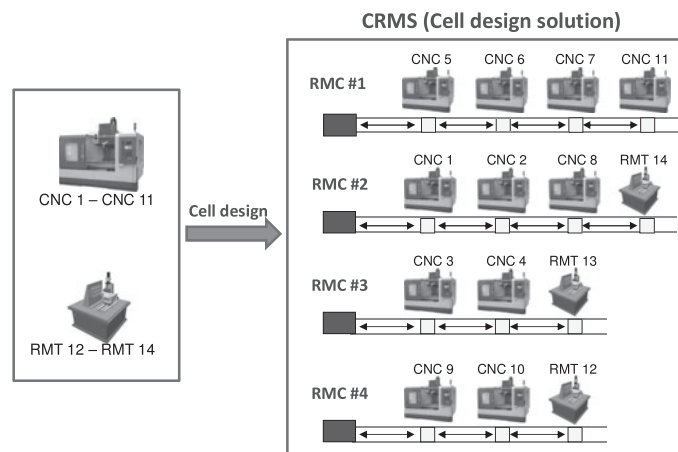 CRMS (Cell design solution)
CNC 1 – CNC 11
RMT 12 – RMT 14
Cell design
RMC #1
CNC 5 CNC 6 CNC 7 CNC 11
RMC #2
CNC 1 CNC 2 CNC 8 RMT 14
RMC #3
CNC 3 CNC 4 RMT 13
RMC #4
CNC 9 CNC 10 RMT 12